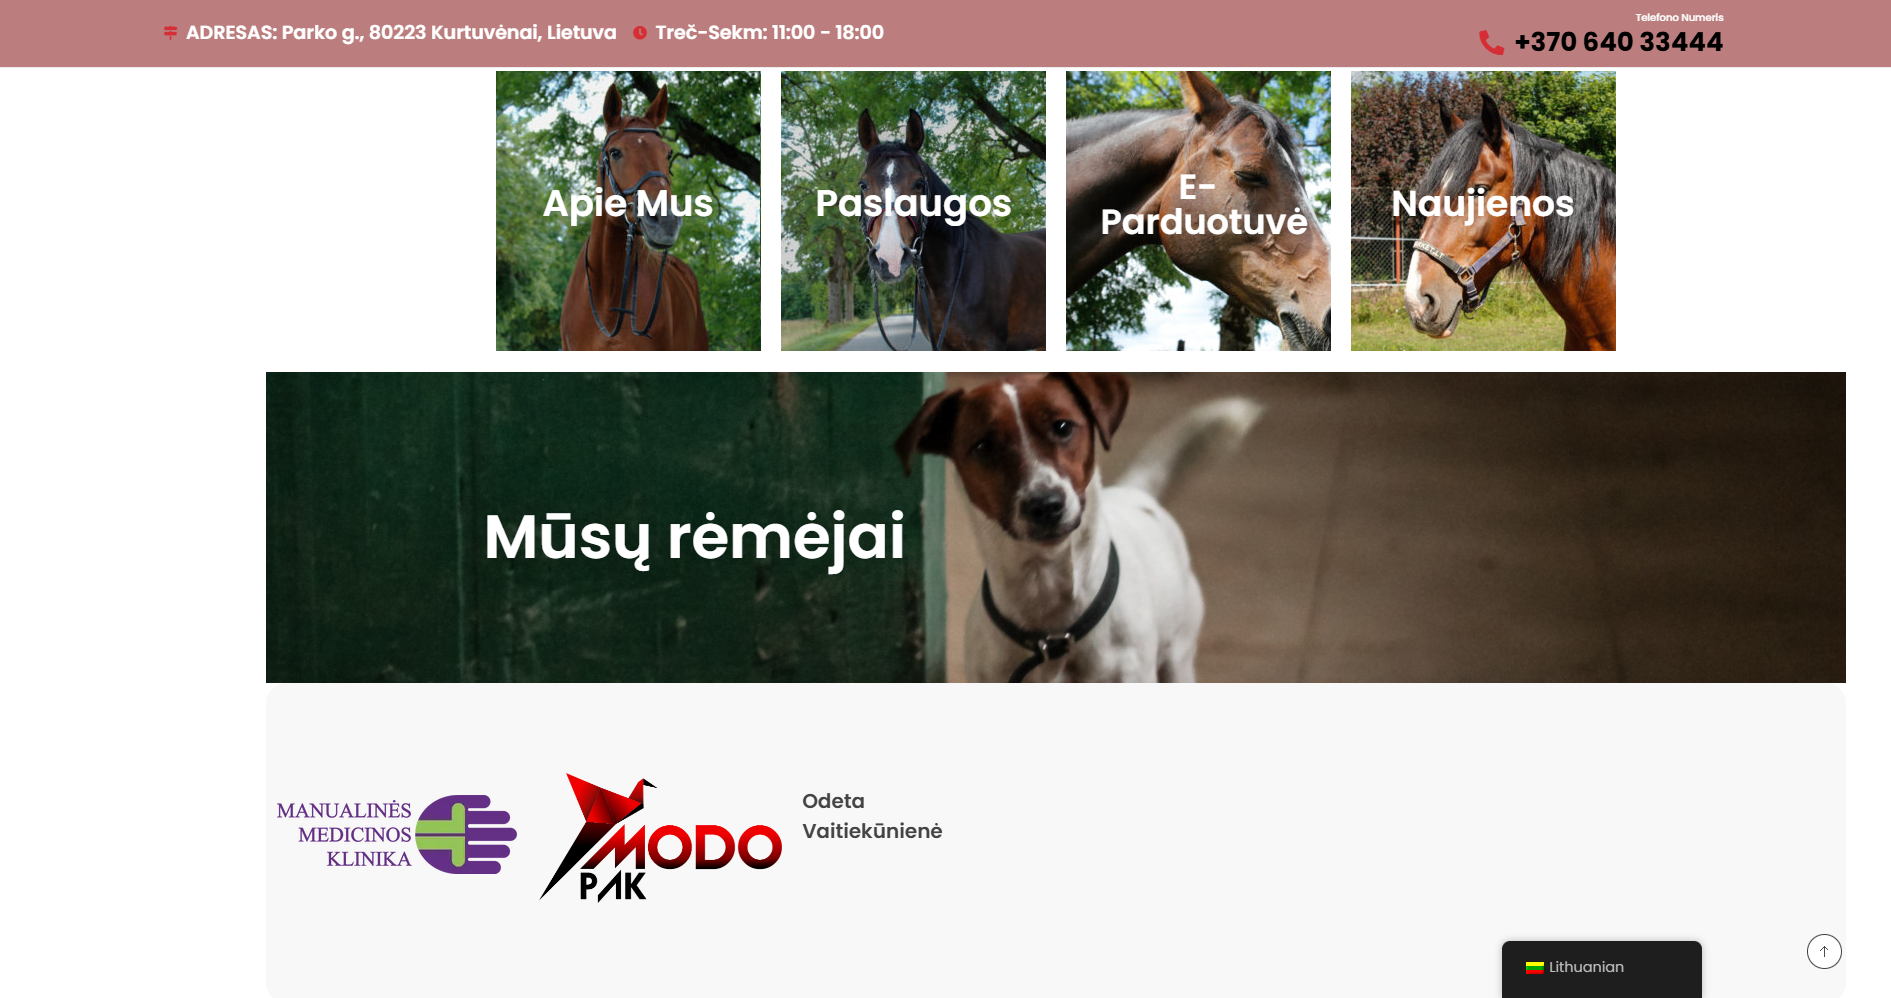 ADRESAS: Parko g., 80223 Kurtuvėnai, Lietuva
Treč-Sekm: 11:00 - 18:00
Telefono Numeris
+370 640 33444
Apie Mus
Paslaugos
E-
Parduotuvė
Naujienos
Mūsų rėmėjai
MANUALINĖS
MEDICINOS
KLINIKA
MODO
PAK
Odeta
Vaitiekūnienė
Lithuanian